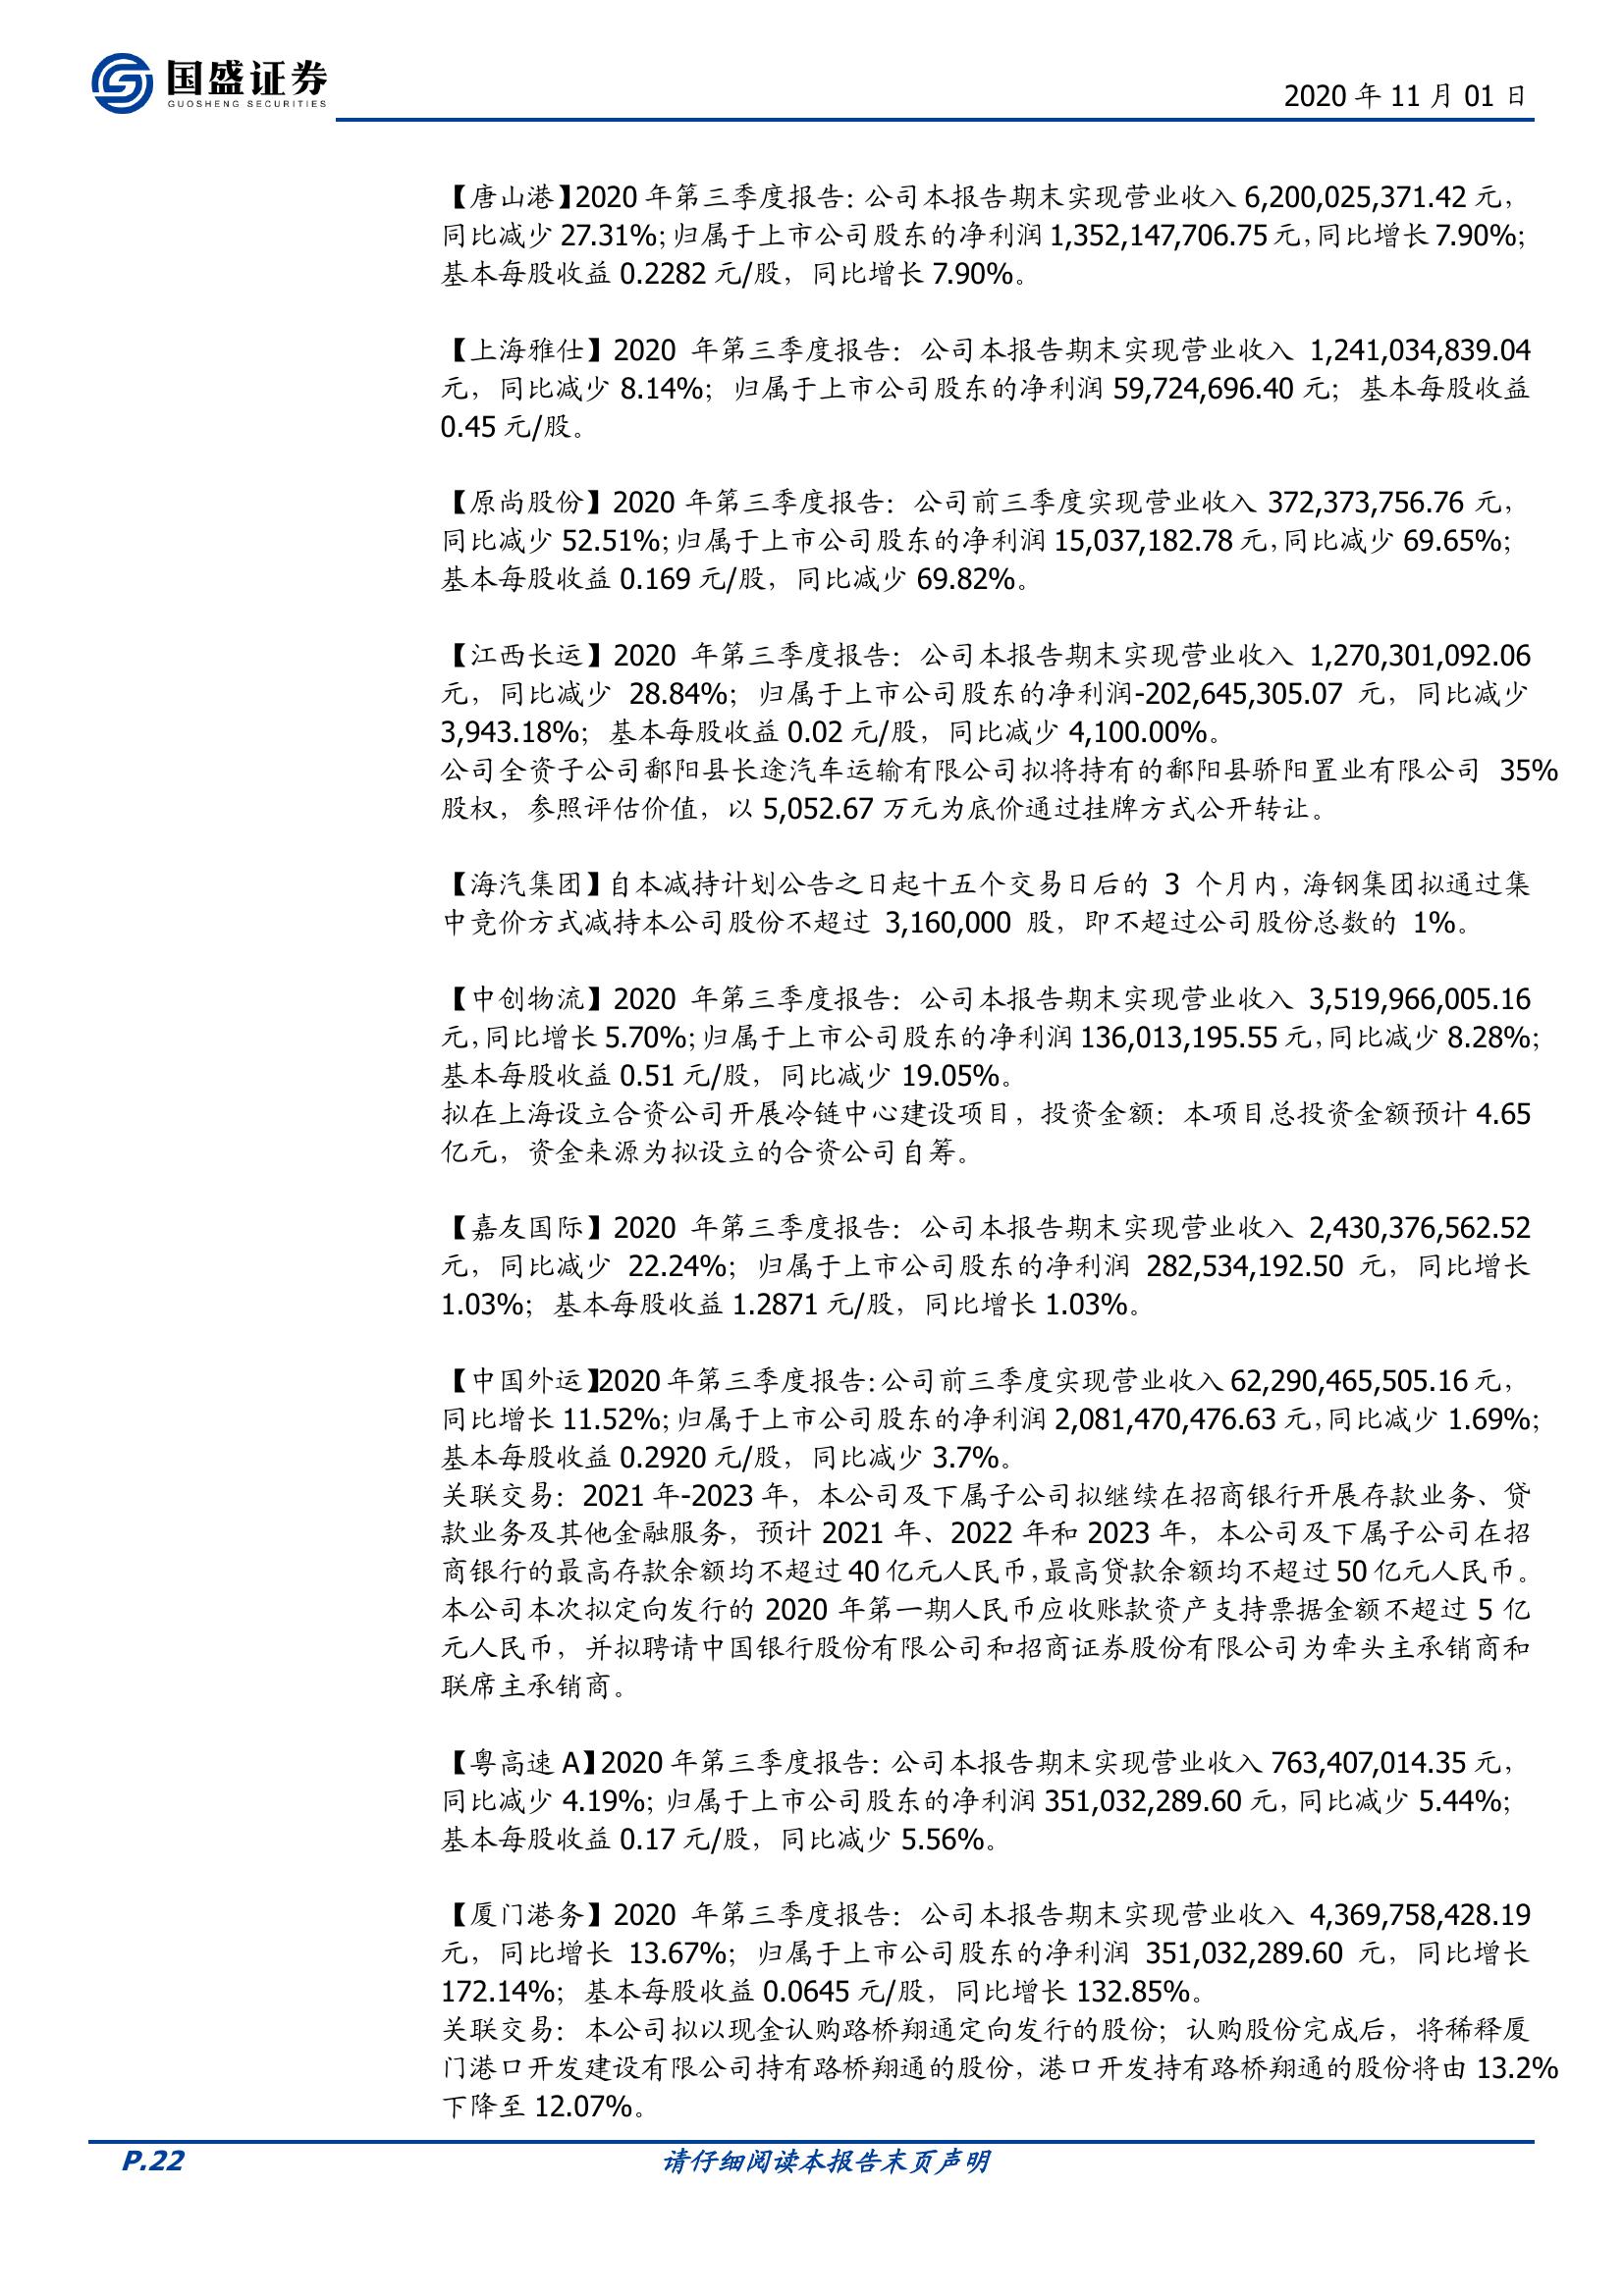 国盛证券
GUOSHENG SECURITIES
2020 年 11 月 01 日
【唐山港】2020 年第三季度报告：公司本报告期末实现营业收入 6,200,025,371.42 元，
同比减少 27.31%；归属于上市公司股东的净利润 1,352,147,706.75 元，同比增长 7.90%；
基本每股收益 0.2282 元/股，同比增长 7.90%。
【上海雅仕】2020 年第三季度报告：公司本报告期末实现营业收入 1,241,034,839.04
元，同比减少 8.14%；归属于上市公司股东的净利润 59,724,696.40 元；基本每股收益
0.45 元/股。
【原尚股份】2020 年第三季度报告：公司前三季度实现营业收入 372,373,756.76 元，
同比减少 52.51%；归属于上市公司股东的净利润 15,037,182.78 元，同比减少 69.65%；
基本每股收益 0.169 元/股，同比减少 69.82%。
【江西长运】2020 年第三季度报告：公司本报告期末实现营业收入 1,270,301,092.06
元，同比减少 28.84%；归属于上市公司股东的净利润-202,645,305.07 元，同比减少
3,943.18%；基本每股收益 0.02 元/股，同比减少 4,100.00%。
公司全资子公司鄱阳县长途汽车运输有限公司拟将持有的鄱阳县骄阳置业有限公司 35%
股权，参照评估价值，以 5,052.67 万元为底价通过挂牌方式公开转让。
【海汽集团】自本减持计划公告之日起十五个交易日后的 3 个月内，海钢集团拟通过集
中竞价方式减持本公司股份不超过 3,160,000 股，即不超过公司股份总数的 1%。
【中创物流】2020 年第三季度报告：公司本报告期末实现营业收入 3,519,966,005.16
元，同比增长 5.70%；归属于上市公司股东的净利润 136,013,195.55 元，同比减少 8.28%；
基本每股收益 0.51 元/股，同比减少 19.05%。
拟在上海设立合资公司开展冷链中心建设项目，投资金额：本项目总投资金额预计 4.65
亿元，资金来源为拟设立的合资公司自筹。
【嘉友国际】2020 年第三季度报告：公司本报告期末实现营业收入 2,430,376,562.52
元，同比减少 22.24%；归属于上市公司股东的净利润 282,534,192.50 元，同比增长
1.03%；基本每股收益 1.2871 元/股，同比增长 1.03%。
【中国外运】2020 年第三季度报告：公司前三季度实现营业收入 62,290,465,505.16 元，
同比增长 11.52%；归属于上市公司股东的净利润 2,081,470,476.63 元，同比减少 1.69%；
基本每股收益 0.2920 元/股，同比减少 3.7%。
关联交易：2021 年-2023 年，本公司及下属子公司拟继续在招商银行开展存款业务、贷
款业务及其他金融服务，预计 2021 年、2022 年和 2023 年，本公司及下属子公司在招
商银行的最高存款余额均不超过 40 亿元人民币，最高贷款余额均不超过 50 亿元人民币。
本公司本次拟定向发行的 2020 年第一期人民币应收账款资产支持票据金额不超过 5 亿
元人民币，并拟聘请中国银行股份有限公司和招商证券股份有限公司为牵头主承销商和
联席主承销商。
【粤高速 A】2020 年第三季度报告：公司本报告期末实现营业收入 763,407,014.35 元，
同比减少 4.19%；归属于上市公司股东的净利润 351,032,289.60 元，同比减少 5.44%；
基本每股收益 0.17 元/股，同比减少 5.56%。
【厦门港务】2020 年第三季度报告：公司本报告期末实现营业收入 4,369,758,428.19
元，同比增长 13.67%；归属于上市公司股东的净利润 351,032,289.60 元，同比增长
172.14%；基本每股收益 0.0645 元/股，同比增长 132.85%。
关联交易：本公司拟以现金认购路桥翔通定向发行的股份；认购股份完成后，将稀释厦
门港口开发建设有限公司持有路桥翔通的股份，港口开发持有路桥翔通的股份将由 13.2%
下降至 12.07%。
P.22
请仔细阅读本报告末页声明